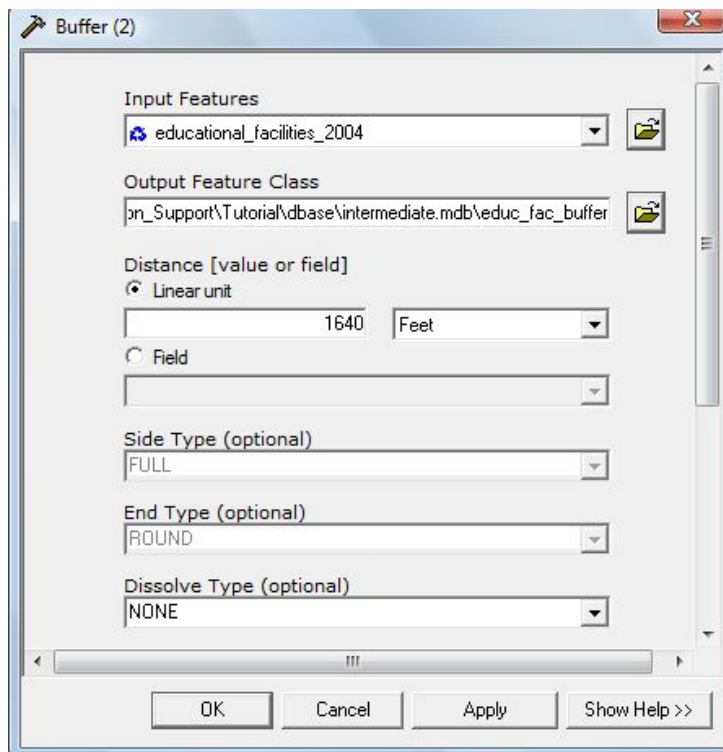 Buffer (2)
Input Features
educational_facilities_2004
Output Feature Class
on_Support\Tutorial\dbase\intermediate.mdb\educ_fac_buffer
Distance [value or field]
Linear unit
1640 Feet
Field
Side Type (optional)
FULL
End Type (optional)
ROUND
Dissolve Type (optional)
NONE
OK Cancel Apply Show Help >>